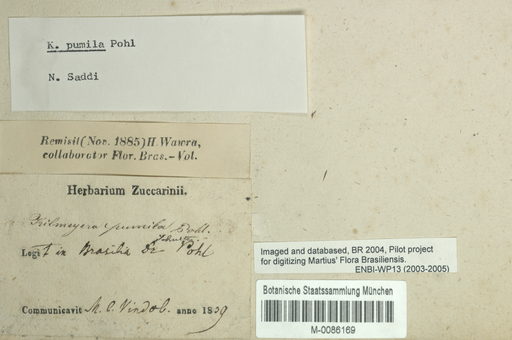 K. pumila Pohl
N. Saddi
Remisit (Nov. 1885) H. Wawra,
collaborator Flor. Bras. - Vol.
Herbarium Zuccarinii.
Kielmeyera pumila Pohl.
Legit in Brasilia Dr Pohl
Communicavit M. C. Vindob. anno 1839
Imaged and databased, BR 2004, Pilot project
for digitizing Martius' Flora Brasiliensis.
ENBI-WP13 (2003-2005)
Botanische Staatssammlung München
M-0086169